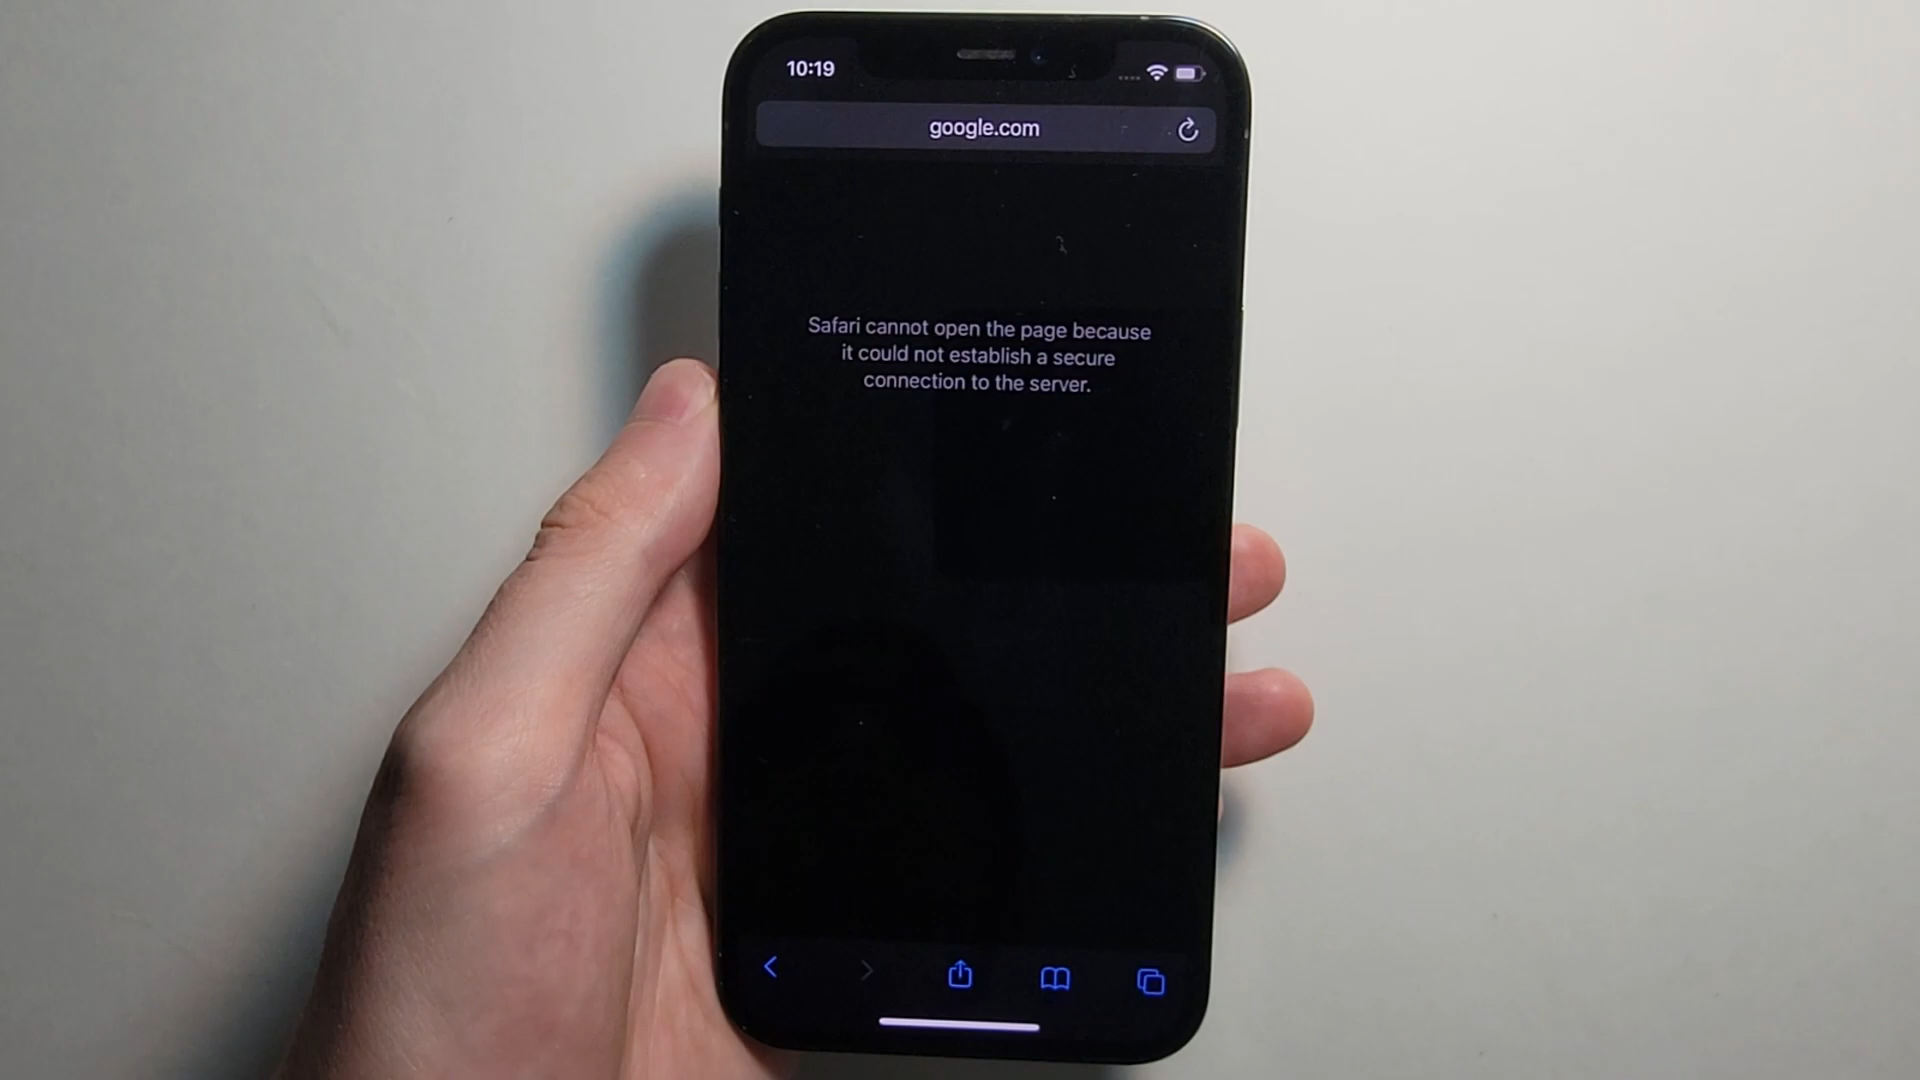 10:19
google.com
Safari cannot open the page because
it could not establish a secure
connection to the server.